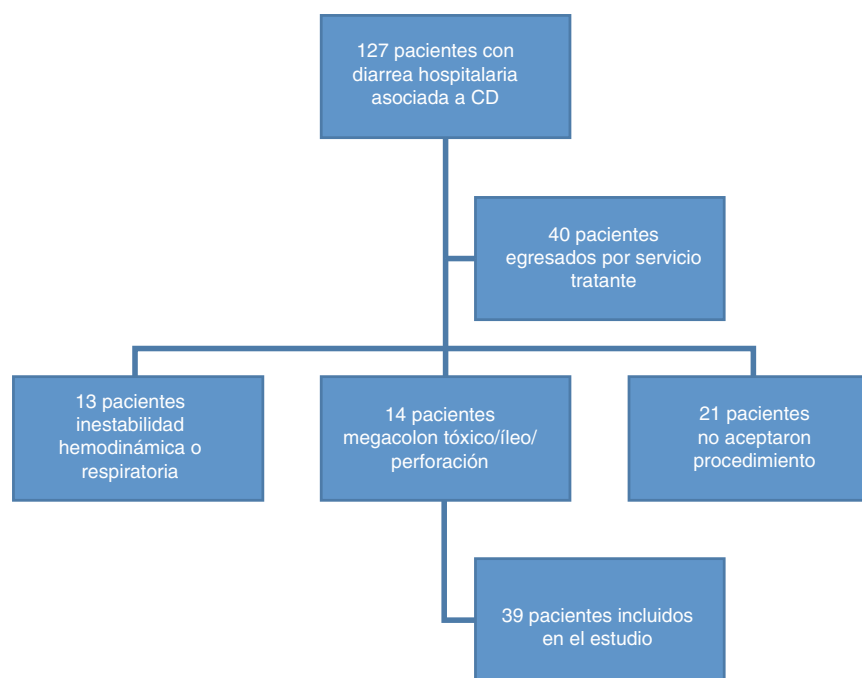 127 pacientes con
diarrea hospitalaria
asociada a CD
40 pacientes
egresados por servicio
tratante
13 pacientes
inestabilidad
hemodinámica o
respiratoria
14 pacientes
megacolon tóxico/íleo/
perforación
21 pacientes
no aceptaron
procedimiento
39 pacientes incluidos
en el estudio